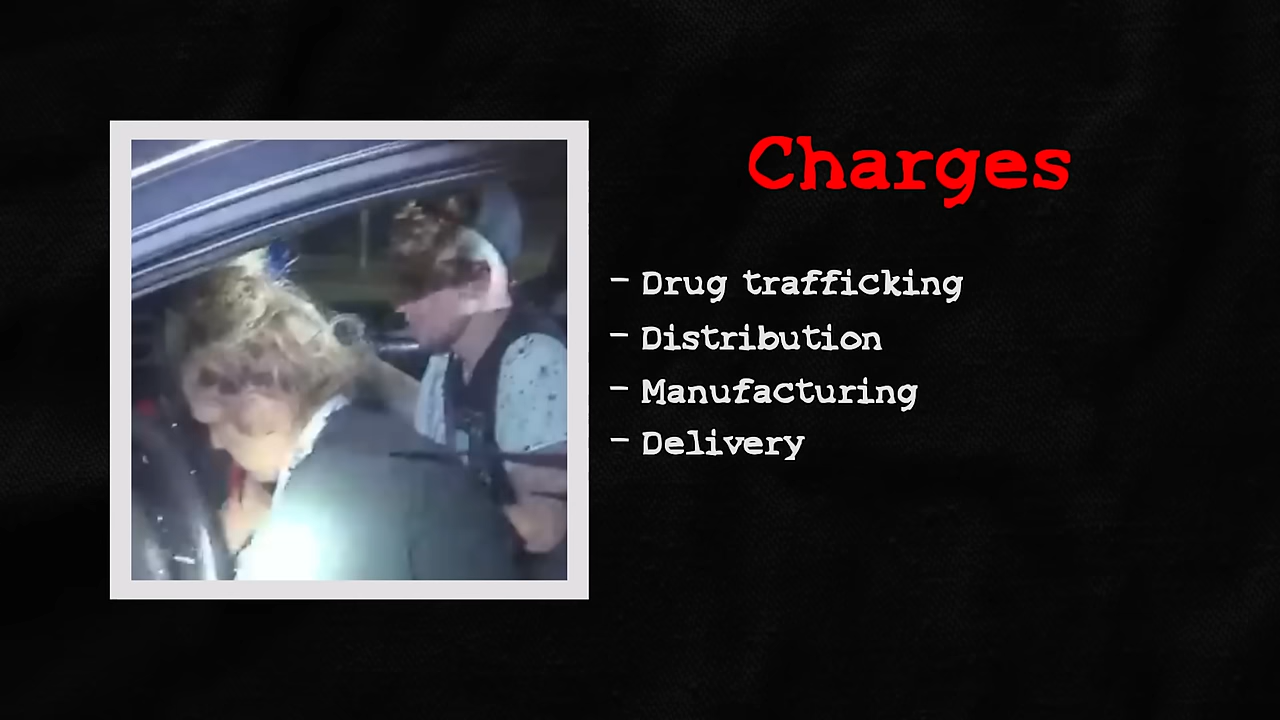 Charges
- Drug trafficking
- Distribution
- Manufacturing
- Delivery